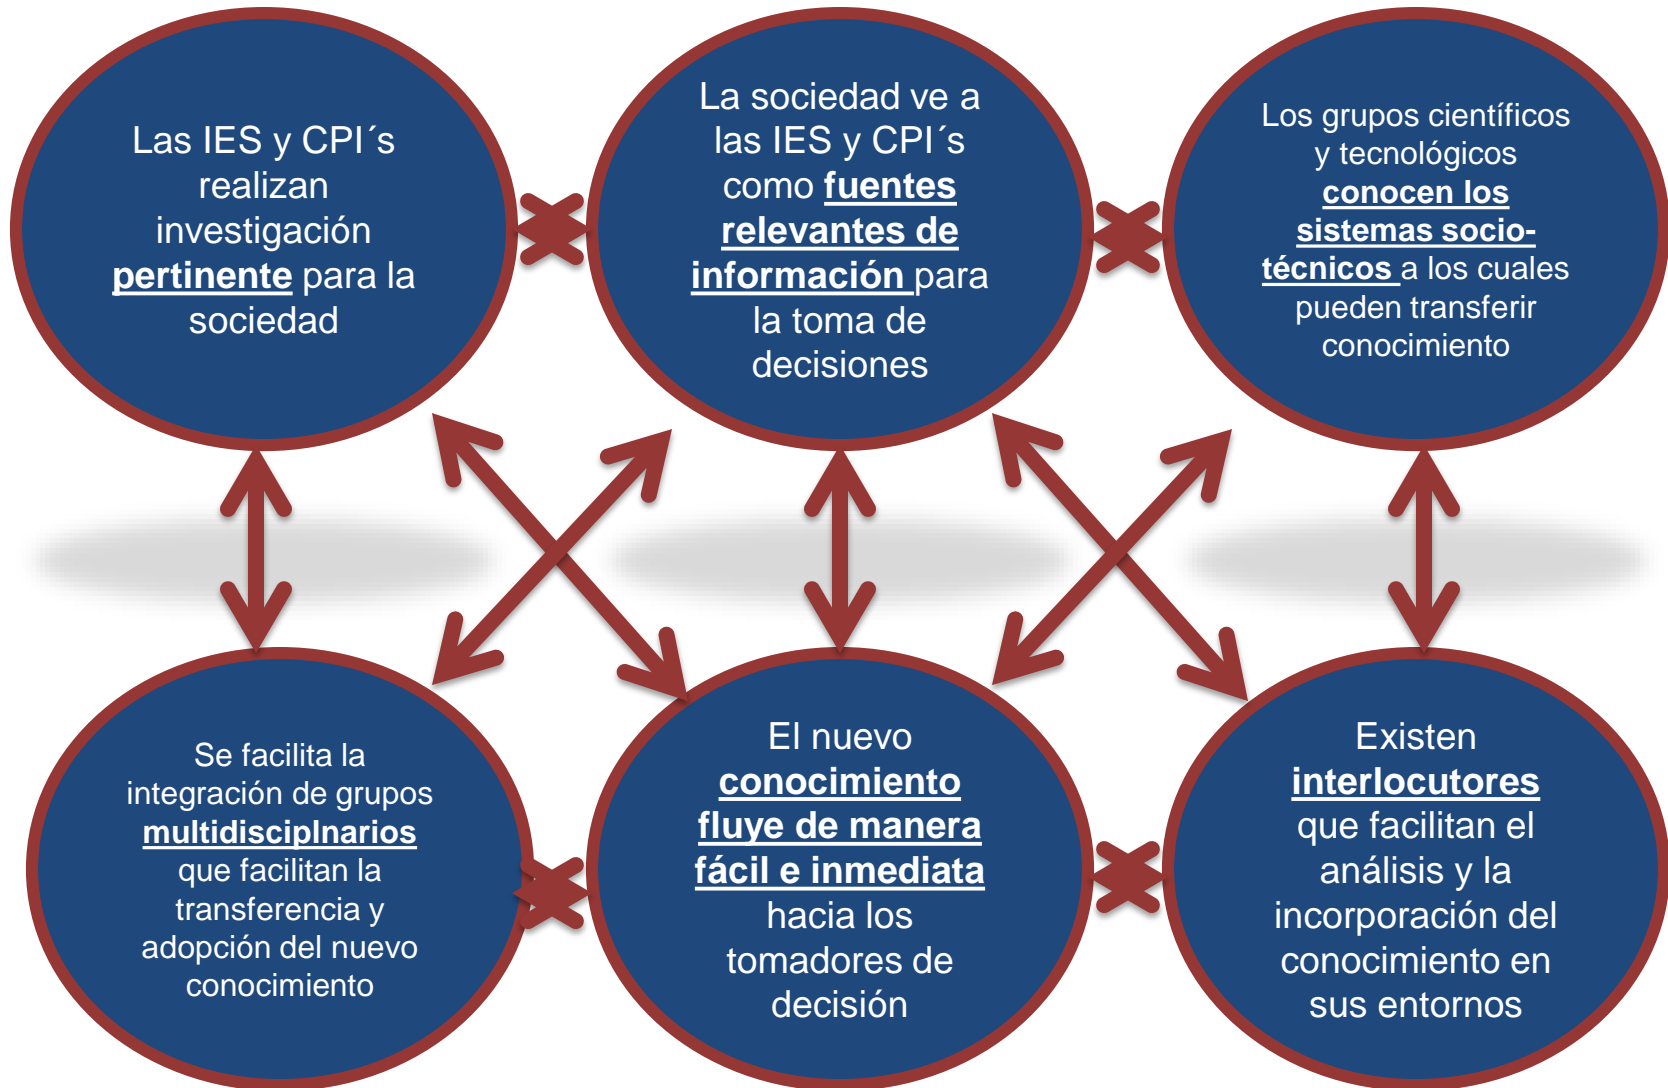 Las IES y CPI´s
realizan
investigación
pertinente para la
sociedad
La sociedad ve a
las IES y CPI´s
como fuentes
relevantes de
información para
la toma de
decisiones
Los grupos científicos
y tecnológicos
conocen los
sistemas socio-
técnicos a los cuales
pueden transferir
conocimiento
Se facilita la
integración de grupos
multidisciplnarios
que facilitan la
transferencia y
adopción del nuevo
conocimiento
El nuevo
conocimiento
fluye de manera
fácil e inmediata
hacia los
tomadores de
decisión
Existen
interlocutores
que facilitan el
análisis y la
incorporación del
conocimiento en
sus entornos